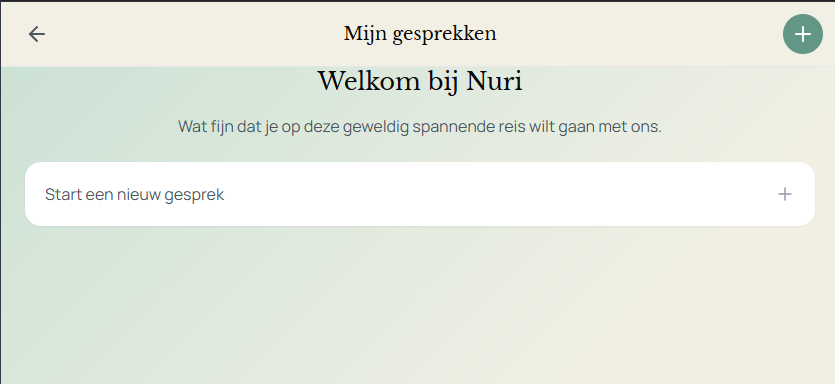 Mijn gesprekken
Welkom bij Nuri
Wat fijn dat je op deze geweldig spannende reis wilt gaan met ons.
Start een nieuw gesprek